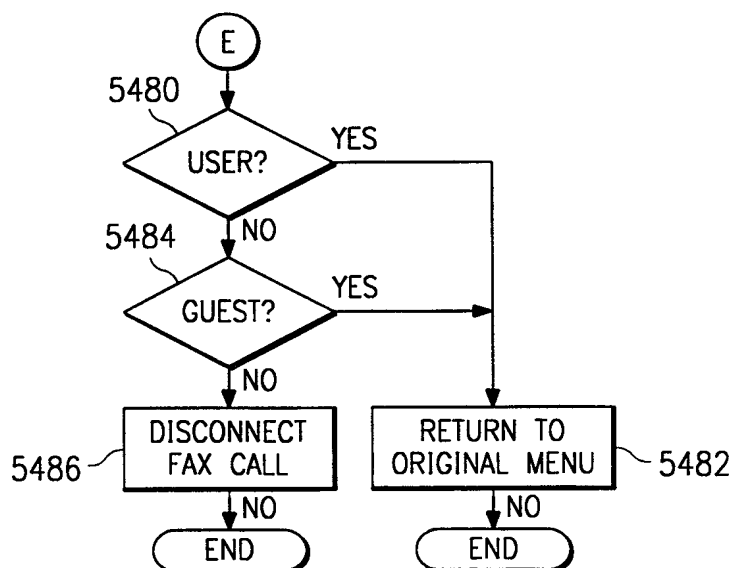 E
5480
USER?
YES
NO
5484
GUEST?
YES
NO
DISCONNECT
FAX CALL
5486
RETURN TO
ORIGINAL MENU
5482
NO
NO
END
END